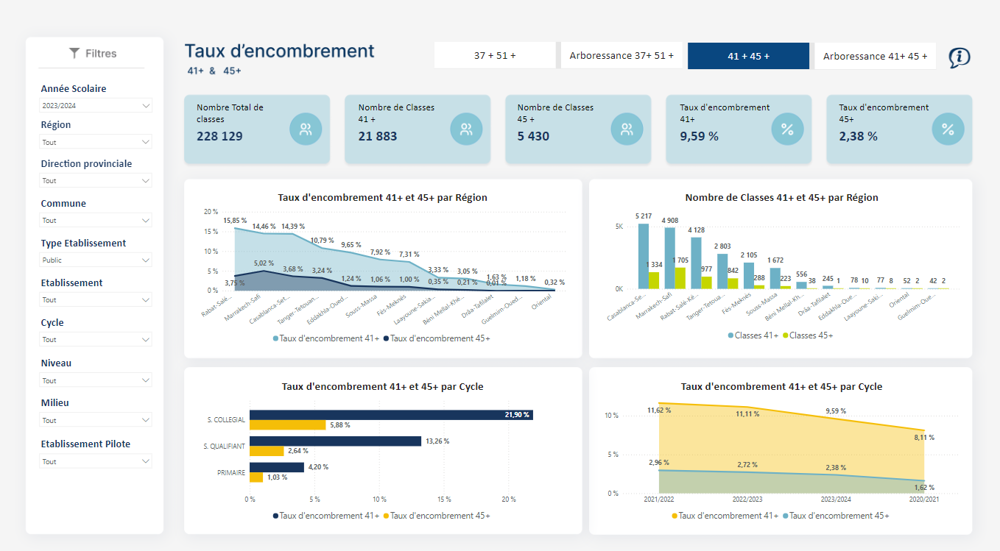 Filtres
Année Scolaire
2023/2024
Région
Tout
Direction provinciale
Tout
Commune
Tout
Type Etablissement
Public
Etablissement
Tout
Cycle
Tout
Niveau
Tout
Milieu
Tout
Etablissement Pilote
Tout
Taux d'encombrement
41+ & 45+
37 + 51 +
Arboressance 37+ 51 +
41 + 45 +
Arboressance 41+ 45 +
i
Nombre Total de
classes
228 129
Nombre de Classes
41 +
21 883
Nombre de Classes
45 +
5 430
Taux d'encombrement
41+
9,59 %
Taux d'encombrement
45+
2,38 %
Taux d'encombrement 41+ et 45+ par Région
20 %
15 %
10 %
5 %
0 %
15,85 %
14,46 %
14,39 %
10,79 %
9,65 %
7,92 %
7,31 %
3,33 %
3,05 %
1,63 %
1,18 %
0,32 %
3,75 %
5,02 %
3,68 %
3,24 %
1,24 %
1,06 %
1,00 %
0,35 %
0,21 %
0,01 %
Rabat-Salé...
Marrakech-Safi
Casablanca-Set...
Tanger-Tetouan...
Eddakhla-Oued...
Souss-Massa
Fès-Meknès
Laayoune-Sakia...
Béni Mellal-Khe...
Drâa-Tafilalet
Guelmim-Oued...
Oriental
Taux d'encombrement 41+
Taux d'encombrement 45+
Nombre de Classes 41+ et 45+ par Région
5K
0K
5 217
4 908
4 128
2 803
2 105
1 672
556
245
78
77
52
42
1 334
1 705
977
842
288
223
38
1
10
8
2
2
Casablanca-Se...
Marrakech-Safi
Rabat-Salé-Ké...
Tanger-Tetoua...
Fès-Meknès
Souss-Massa
Béni Mellal-Kh...
Drâa-Tafilalet
Eddakhla-Oue...
Laayoune-Saki...
Oriental
Guelmim-Oue...
Classes 41+
Classes 45+
Taux d'encombrement 41+ et 45+ par Cycle
S. COLLEGIAL
21,90 %
5,88 %
S. QUALIFIANT
13,26 %
2,64 %
PRIMAIRE
4,20 %
1,03 %
0 %
5 %
10 %
15 %
20 %
Taux d'encombrement 41+
Taux d'encombrement 45+
Taux d'encombrement 41+ et 45+ par Cycle
10 %
5 %
0 %
11,62 %
11,11 %
9,59 %
8,11 %
2,96 %
2,72 %
2,38 %
1,62 %
2021/2022
2022/2023
2023/2024
2020/2021
Taux d'encombrement 41+
Taux d'encombrement 45+